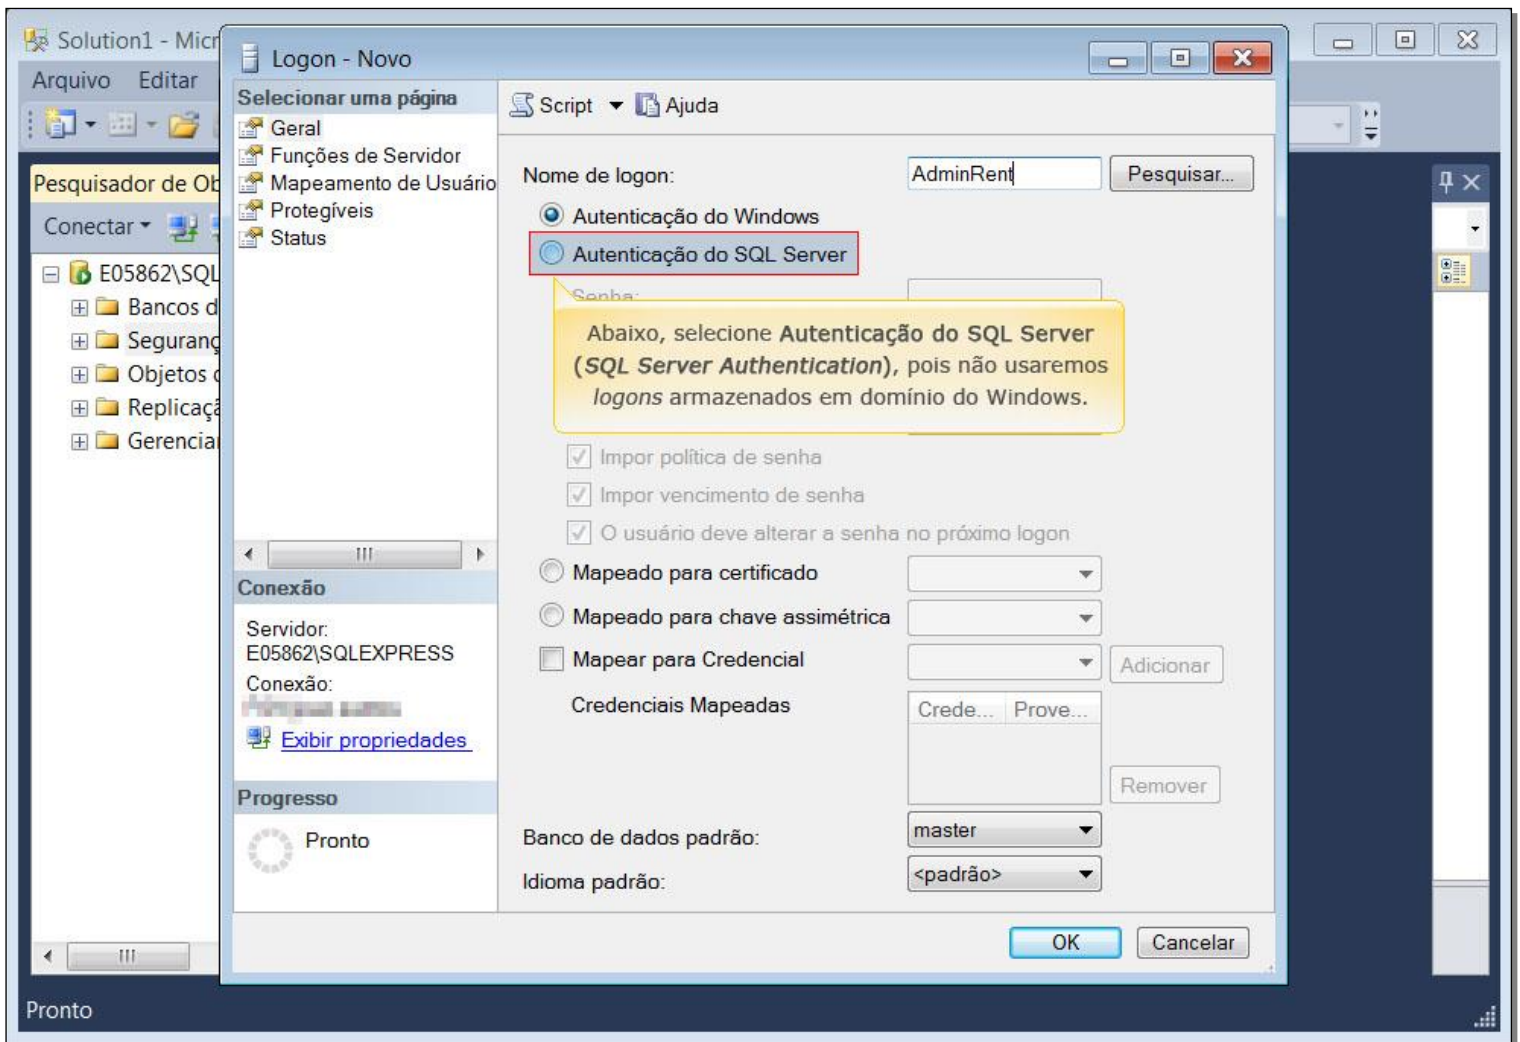 Solution1 - Micr
Logon - Novo
Arquivo Editar
Selecionar uma página
Script
Ajuda
Geral
Funções de Servidor
Mapeamento de Usuário
Protegíveis
Status
Pesquisador de Ob
Conectar
E05862\SQL
Bancos d
Seguranç
Objetos d
Replicaçã
Gerenciar
Nome de logon:
AdminRent
Pesquisar...
Autenticação do Windows
Autenticação do SQL Server
Senha:
Abaixo, selecione Autenticação do SQL Server
(SQL Server Authentication), pois não usaremos
logons armazenados em domínio do Windows.
Impor política de senha
Impor vencimento de senha
O usuário deve alterar a senha no próximo logon
Mapeado para certificado
Mapeado para chave assimétrica
Mapear para Credencial
Adicionar
Credenciais Mapeadas
Crede... Prove...
Remover
Banco de dados padrão:
master
Idioma padrão:
<padrão>
Conexão
Servidor:
E05862\SQLEXPRESS
Conexão:
Exibir propriedades
Progresso
Pronto
OK
Cancelar
Pronto